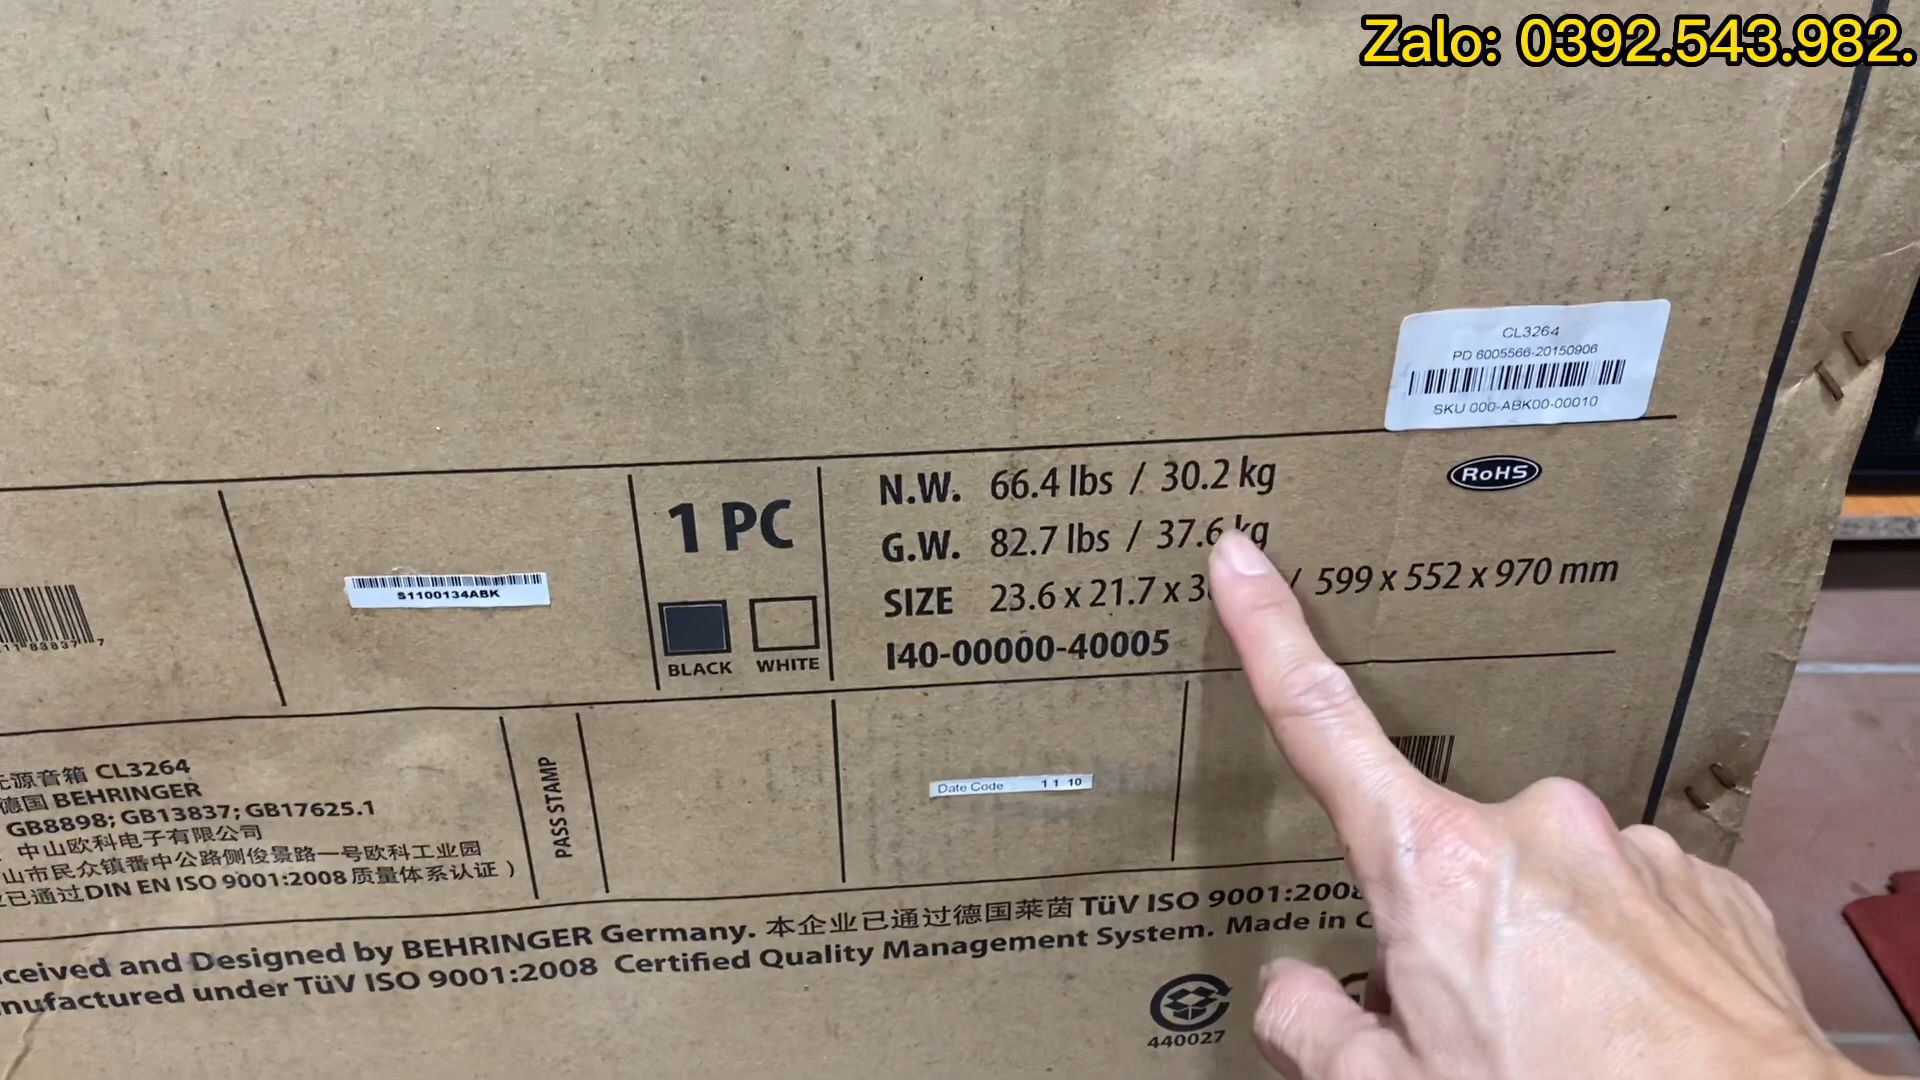 Zalo: 0392.543.982.
CL3264
PD 6005566-20150906
SKU 000-ABK00-00010
RoHS
N.W. 66.4 lbs / 30.2 kg
G.W. 82.7 lbs / 37.6 kg
SIZE 23.6 x 21.7 x / 599 x 552 x 970 mm
I40-00000-40005
1 PC
BLACK WHITE
S1100134ABK
源音箱 CL3264
德国 BEHRINGER
GB8898; GB13837; GB17625.1
中山欧科电子有限公司
山市民众镇番中公路侧俊景路一号欧科工业园
已通过DIN EN ISO 9001:2008 质量体系认证）
PASS STAMP
Date Code 11 10
ceived and Designed by BEHRINGER Germany. 本企业已通过德国莱茵 TüV ISO 9001:2008
nufactured under TüV ISO 9001:2008 Certified Quality Management System. Made in C
440027